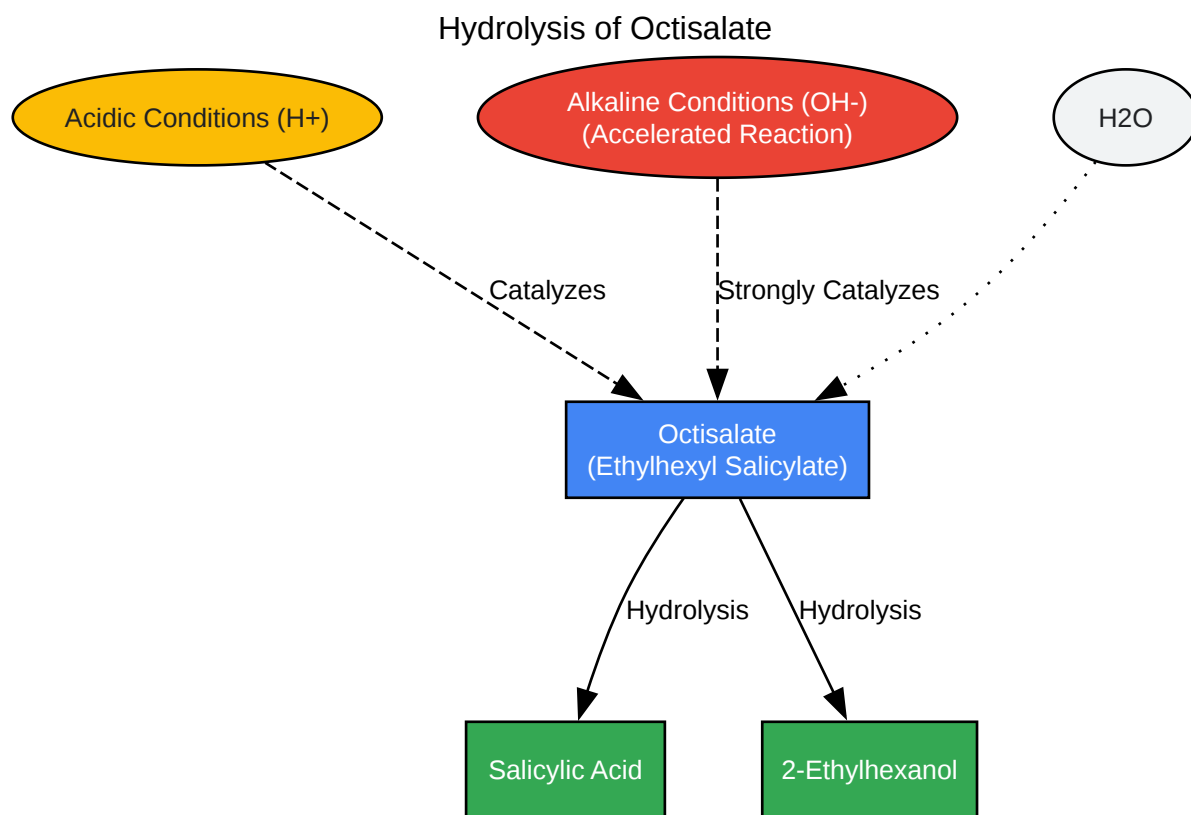 Hydrolysis of Octisalate
Acidic Conditions (H+)
Alkaline Conditions (OH-)
(Accelerated Reaction)
H2O
Catalyzes
Strongly Catalyzes
Octisalate
(Ethylhexyl Salicylate)
Hydrolysis
Hydrolysis
Salicylic Acid
2-Ethylhexanol